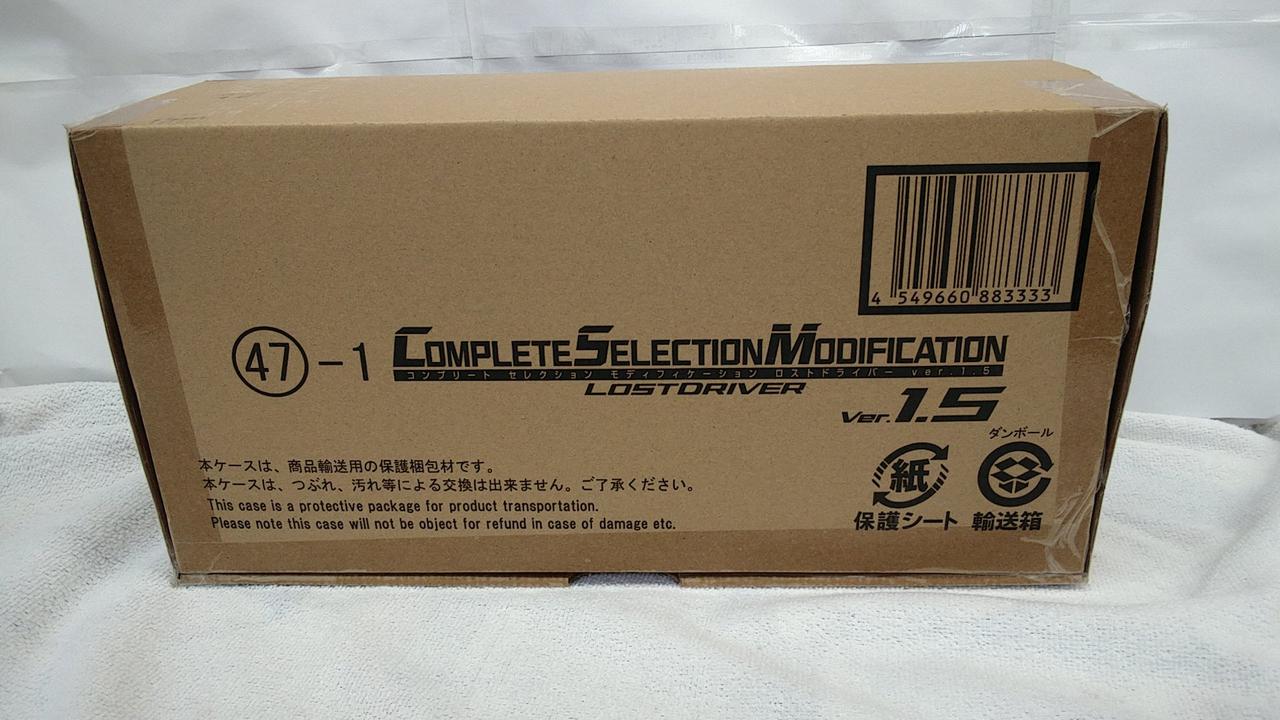 4 549660 883333
㊼-1 COMPLETE SELECTION MODIFICATION
コンプリート セレクション モディフィケーション ロストドライバー ver.1.5
LOSTDRIVER
Ver.1.5
ダンボール
紙
保護シート 輸送箱
本ケースは、商品輸送用の保護梱包材です。
本ケースは、つぶれ、汚れ等による交換は出来ません。ご了承ください。
This case is a protective package for product transportation.
Please note this case will not be object for refund in case of damage etc.